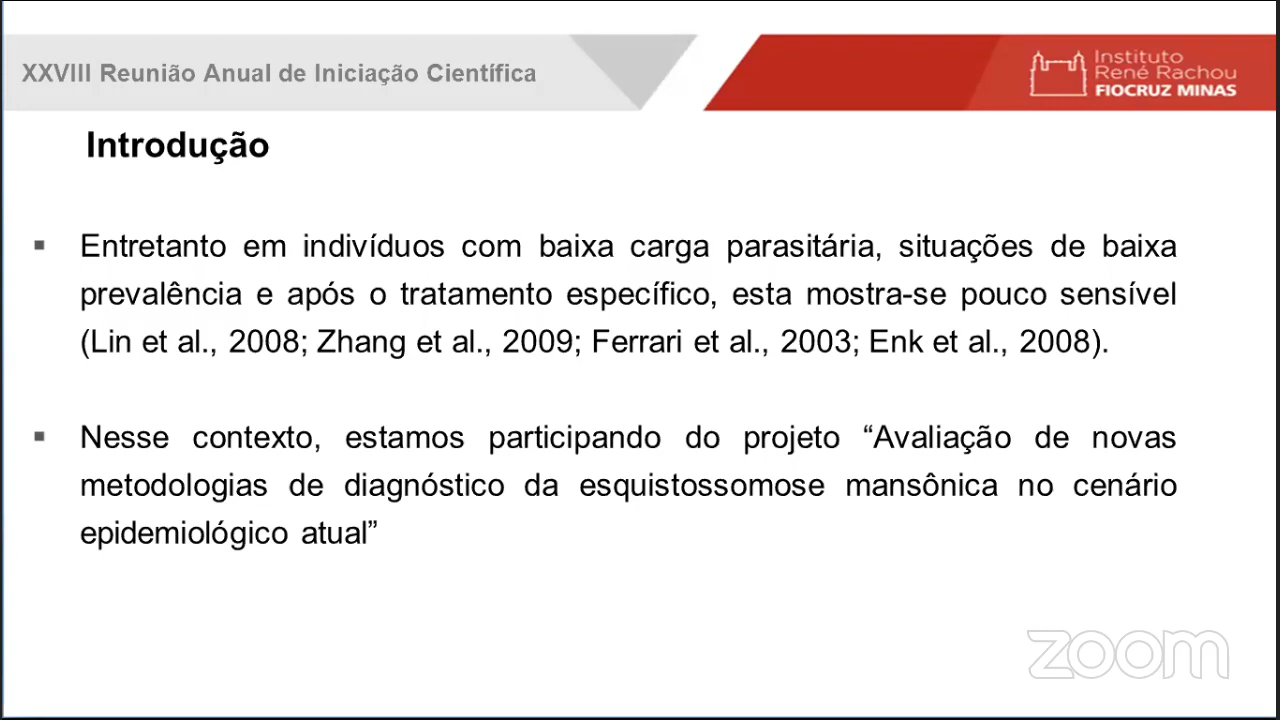 XXVIII Reunião Anual de Iniciação Científica
Instituto
René Rachou
FIOCRUZ MINAS
Introdução
▪ Entretanto em indivíduos com baixa carga parasitária, situações de baixa
prevalência e após o tratamento específico, esta mostra-se pouco sensível
(Lin et al., 2008; Zhang et al., 2009; Ferrari et al., 2003; Enk et al., 2008).
▪ Nesse contexto, estamos participando do projeto “Avaliação de novas
metodologias de diagnóstico da esquistossomose mansônica no cenário
epidemiológico atual”
zoom